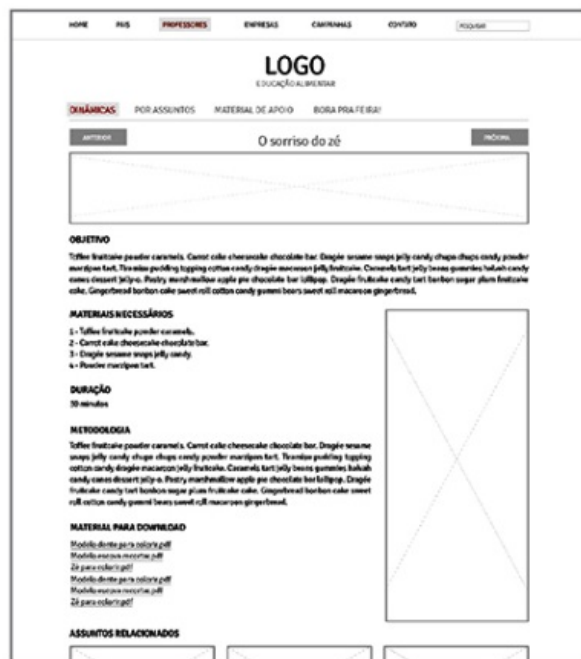 HOME PAIS PROFESSORES EMPRESAS CAMPANHAS CONTATO PESQUISAR
LOGO
EDUCAÇÃO ALIMENTAR
DINÂMICAS POR ASSUNTOS MATERIAL DE APOIO BORA PRA FEIRA!
ANTERIOR O sorriso do zé PRÓXIMA
OBJETIVO
Toffee fruitcake powder caramels. Carrot cake cheesecake chocolate bar. Dragée sesame snaps jelly candy chupa chups candy powder
marzipan tart. Tiramisu pudding topping cotton candy dragée macaroon jelly fruitcake. Caramels tart jelly beans gummies halvah candy
canes dessert jelly-o. Pastry marshmallow apple pie chocolate bar lollipop. Dragée fruitcake candy tart bonbon sugar plum fruitcake
cake. Gingerbread bonbon cake sweet roll cotton candy gummi bears sweet roll macaroon gingerbread.
MATERIAIS NECESSÁRIOS
1 - Toffee fruitcake powder caramels.
2 - Carrot cake cheesecake chocolate bar.
3 - Dragée sesame snaps jelly candy.
4 - Powder marzipan tart.
DURAÇÃO
30 minutos
METODOLOGIA
Toffee fruitcake powder caramels. Carrot cake cheesecake chocolate bar. Dragée sesame
snaps jelly candy chupa chups candy powder marzipan tart. Tiramisu pudding topping
cotton candy dragée macaroon jelly fruitcake. Caramels tart jelly beans gummies halvah
candy canes dessert jelly-o. Pastry marshmallow apple pie chocolate bar lollipop. Dragée
fruitcake candy tart bonbon sugar plum fruitcake cake. Gingerbread bonbon cake sweet
roll cotton candy gummi bears sweet roll macaroon gingerbread.
MATERIAL PARA DOWNLOAD
Modelo dente para colorir.pdf
Modelo escova recortar.pdf
Zé para colorir.pdf
Modelo dente para colorir.pdf
Modelo escova recortar.pdf
Zé para colorir.pdf
ASSUNTOS RELACIONADOS